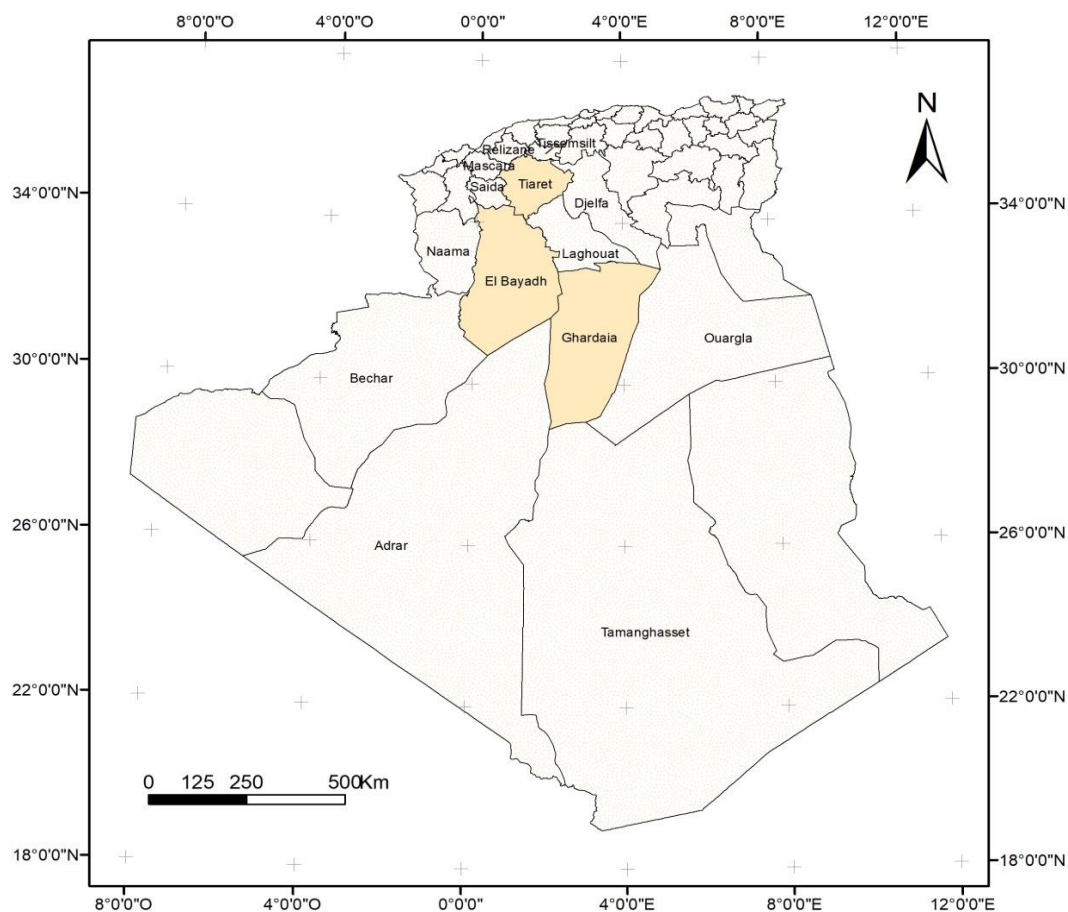 8°0'0"O 4°0'0"O 0°0'0" 4°0'0"E 8°0'0"E 12°0'0"E
N
Tissemsilt
Relizane
Mascara
Saida
Tiaret
34°0'0"N
Djelfa
34°0'0"N
Naama
Laghouat
El Bayadh
Ghardaia
Ouargla
30°0'0"N
30°0'0"N
Bechar
26°0'0"N
26°0'0"N
Adrar
Tamanghasset
22°0'0"N
22°0'0"N
0 125 250 500Km
18°0'0"N
18°0'0"N
8°0'0"O 4°0'0"O 0°0'0" 4°0'0"E 8°0'0"E 12°0'0"E